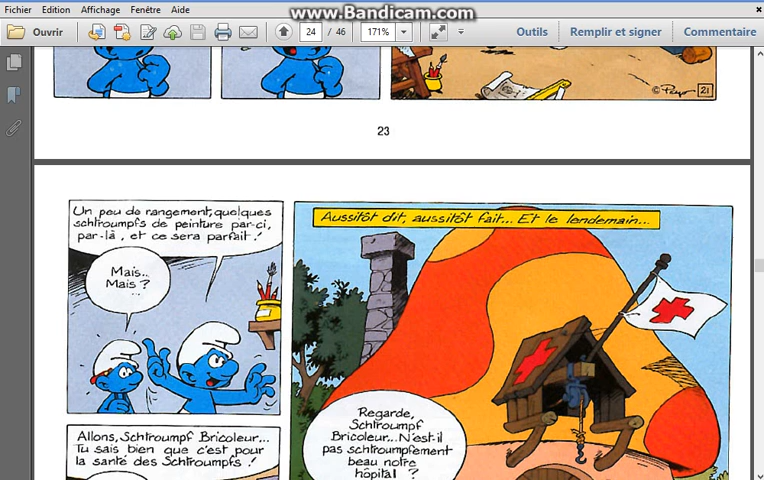 www.Bandicam.com
Fichier Edition Affichage Fenêtre Aide
Ouvrir 24 / 46 171% Outils Remplir et signer Commentaire
© Peyo 21
23
Un peu de rangement, quelques
schtroumpfs de peinture par-ci,
par-là, et ce sera parfait!
Mais..
Mais ?
Aussitôt dit, aussitôt fait... Et le lendemain...
Regarde,
Schtroumpf
Bricoleur... N'est-il
pas schtroumpfement
beau notre
hôpital ?
Allons, Schtroumpf Bricoleur...
Tu sais bien que c'est pour
la santé des Schtroumpfs !